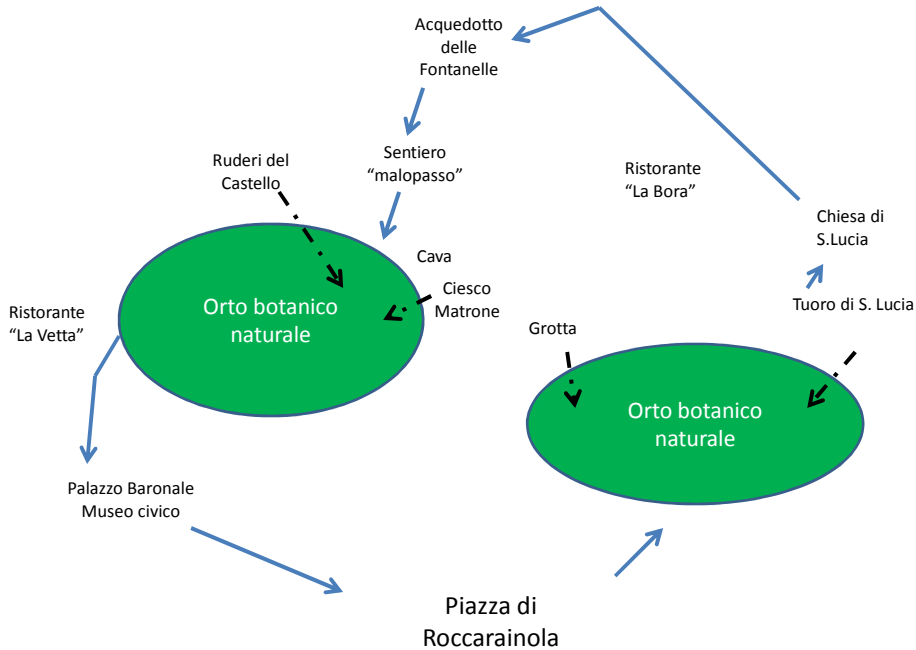 Acquedotto
delle
Fontanelle
Ruderi del
Castello
Sentiero
“malopasso”
Ristorante
“La Bora”
Chiesa di
S.Lucia
Cava
Ciesco
Matrone
Ristorante
“La Vetta”
Orto botanico
naturale
Tuoro di S. Lucia
Grotta
Orto botanico
naturale
Palazzo Baronale
Museo civico
Piazza di
Roccarainola